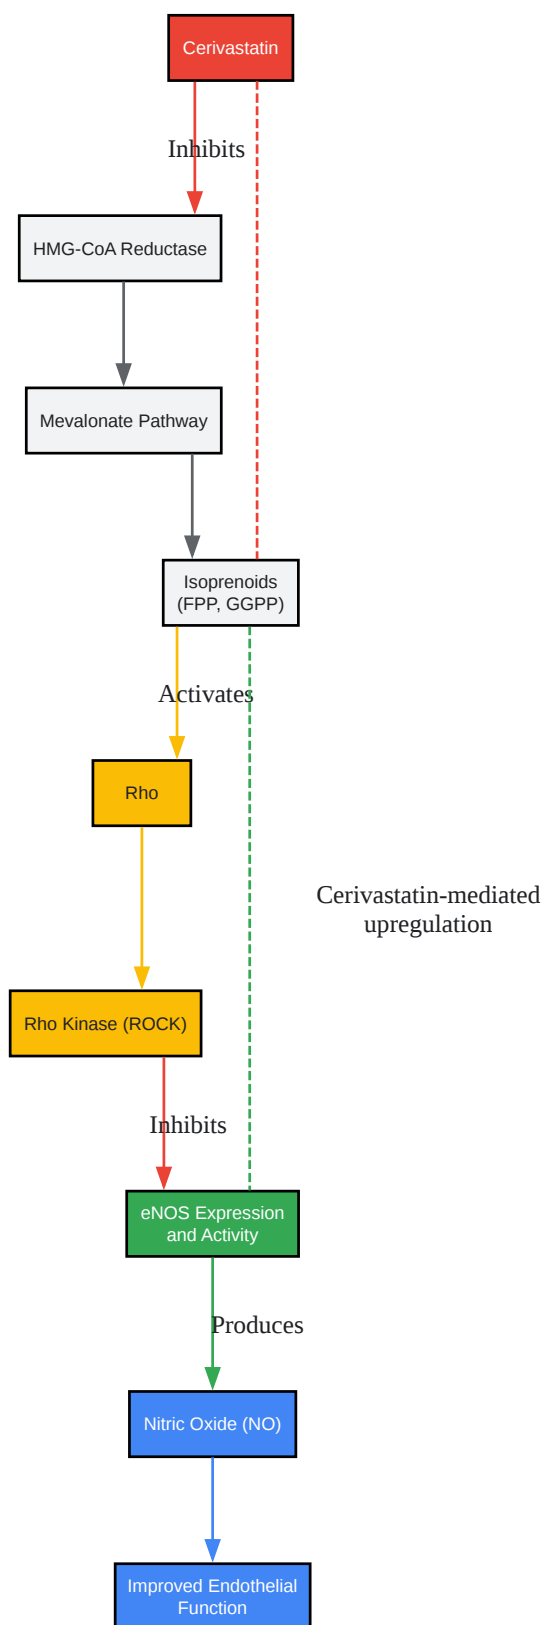 Cerivastatin
Inhibits
HMG-CoA Reductase
Mevalonate Pathway
Isoprenoids
(FPP, GGPP)
Activates
Rho
Cerivastatin-mediated
upregulation
Rho Kinase (ROCK)
Inhibits
eNOS Expression
and Activity
Produces
Nitric Oxide (NO)
Improved Endothelial
Function